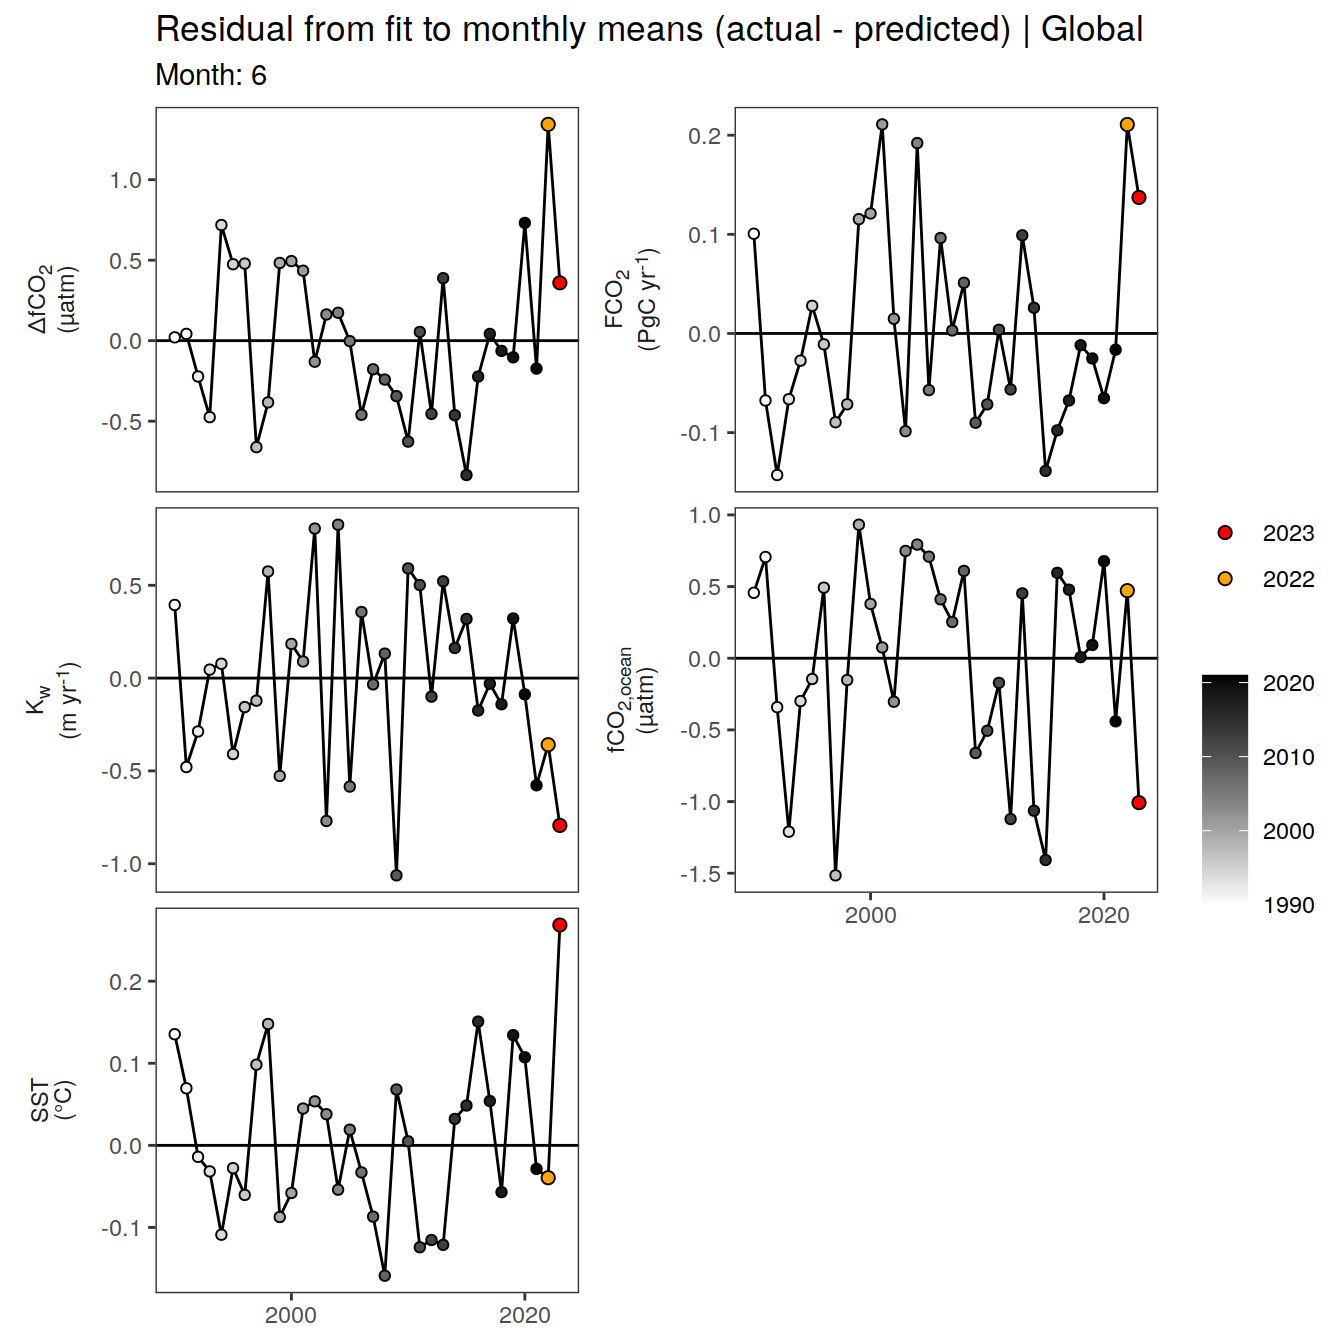 Residual from fit to monthly means (actual - predicted) | Global
Month: 6
ΔfCO2
(µatm)
1.0
0.5
0.0
-0.5
FCO2
(PgC yr-1)
0.2
0.1
0.0
-0.1
Kw
(m yr-1)
0.5
0.0
-0.5
-1.0
fCO2,ocean
(µatm)
1.0
0.5
0.0
-0.5
-1.0
-1.5
2000
2020
SST
(°C)
0.2
0.1
0.0
-0.1
2000
2020
2023
2022
2020
2010
2000
1990